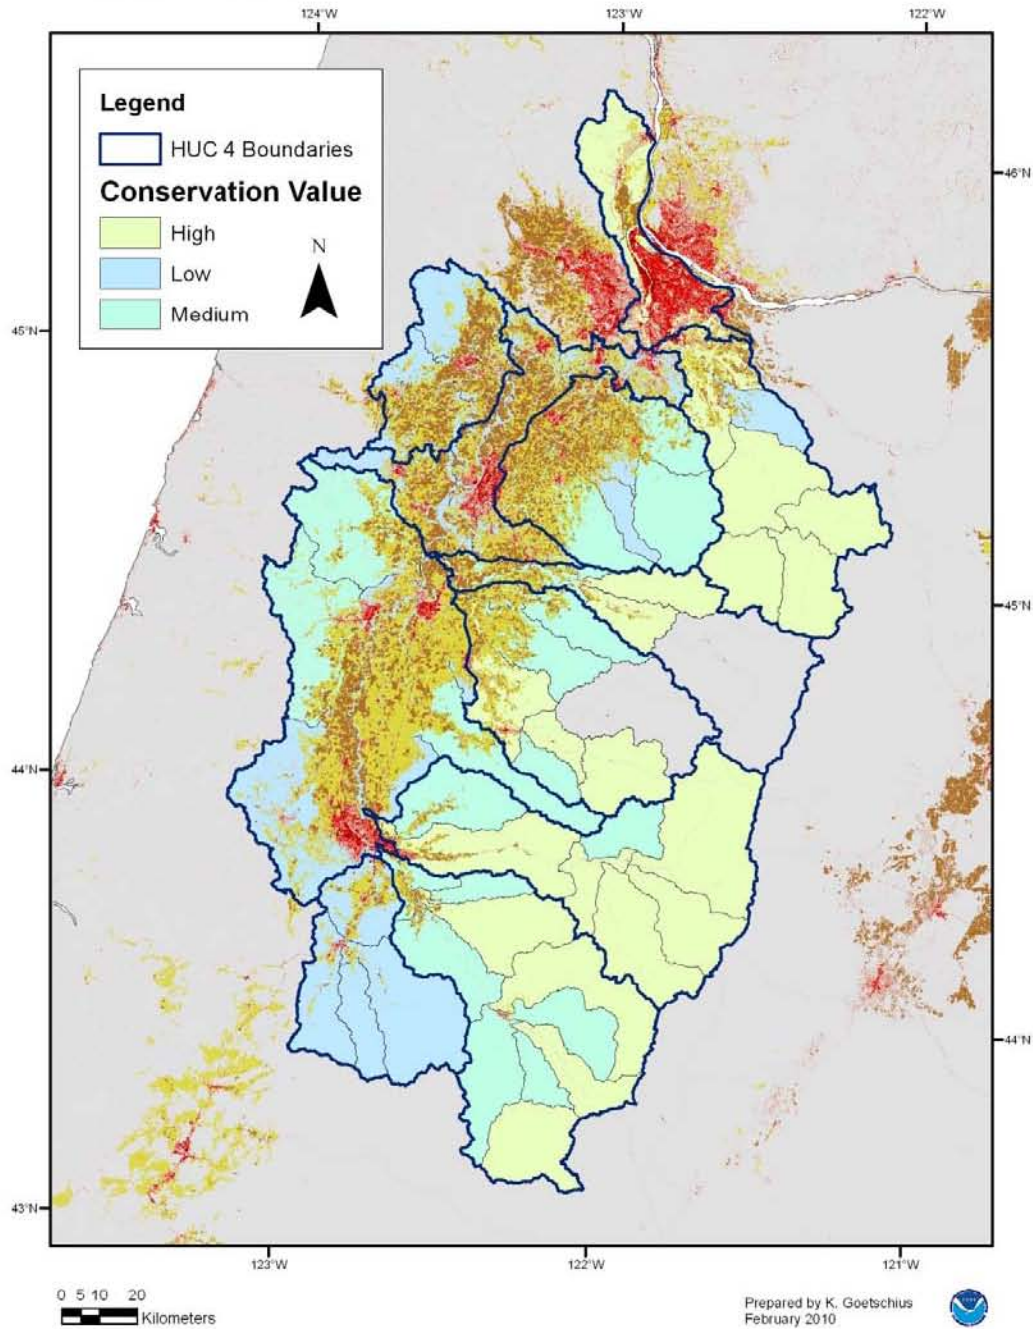 124°W 123°W 122°W
Legend
HUC 4 Boundaries
Conservation Value
High
Low
Medium
N
46°N
45°N
45°N
44°N
44°N
43°N
123°W 122°W 121°W
0 5 10 20
Kilometers
Prepared by K. Goetschius
February 2010